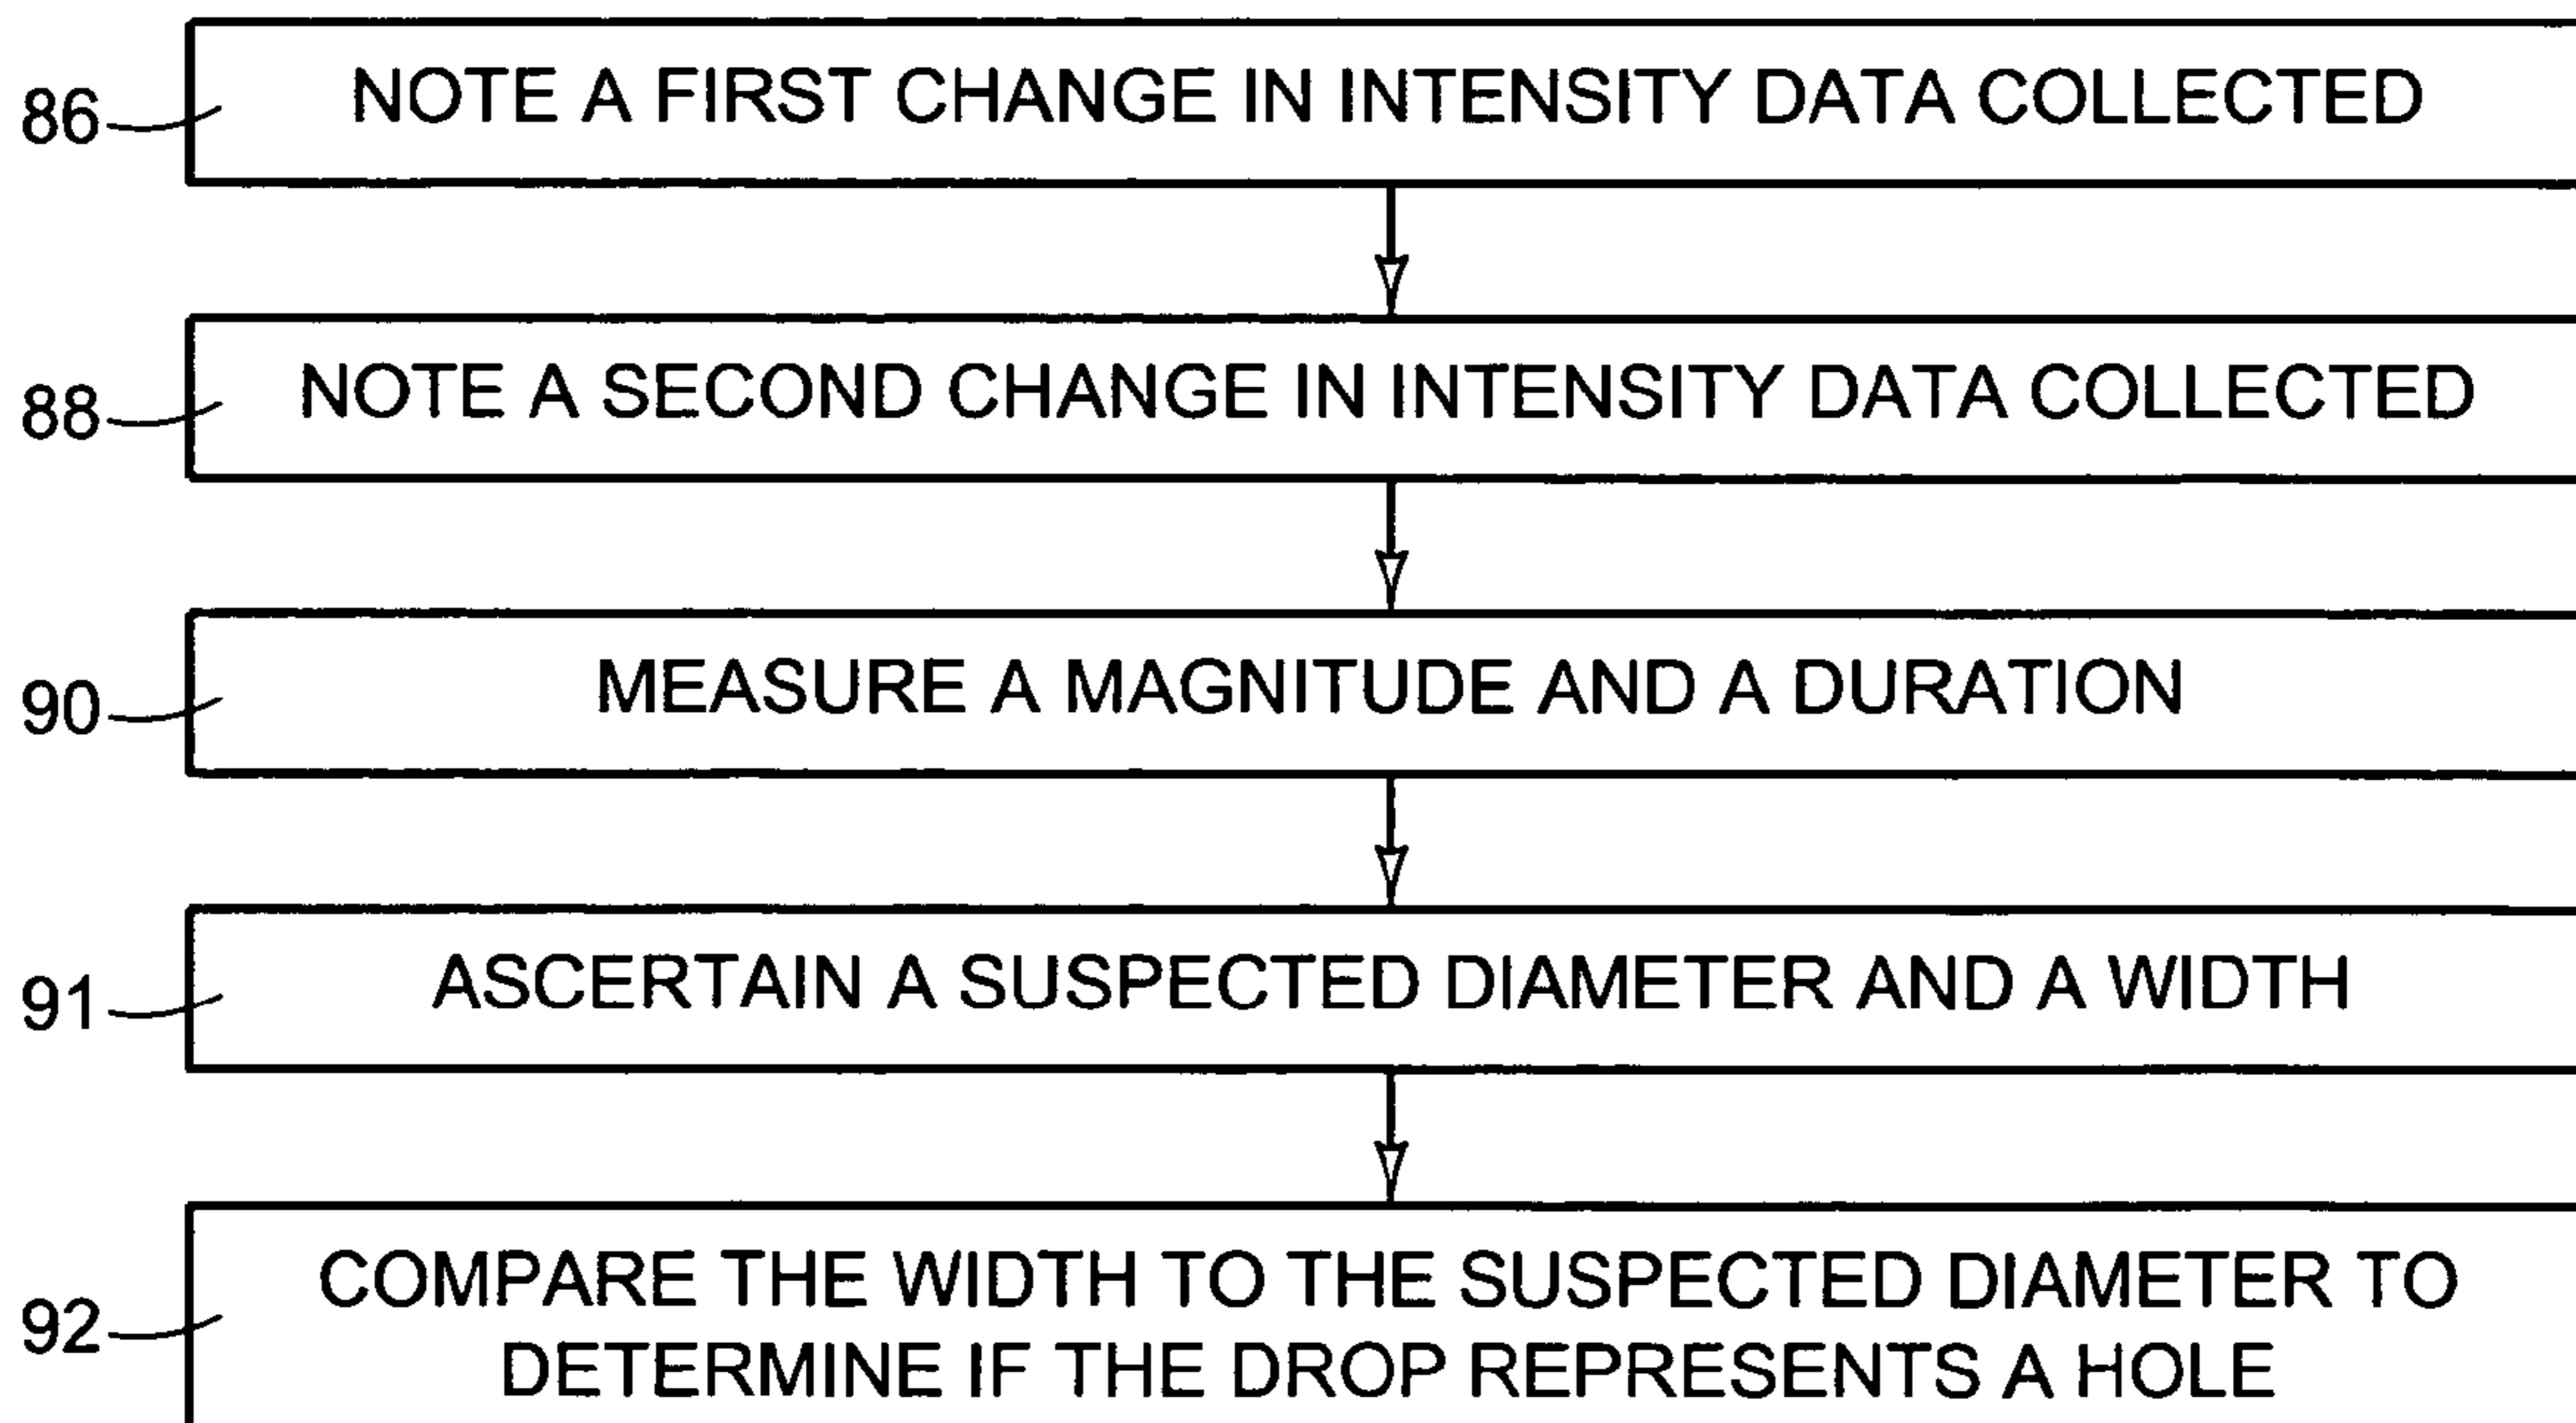 86 NOTE A FIRST CHANGE IN INTENSITY DATA COLLECTED
88 NOTE A SECOND CHANGE IN INTENSITY DATA COLLECTED
90 MEASURE A MAGNITUDE AND A DURATION
91 ASCERTAIN A SUSPECTED DIAMETER AND A WIDTH
92 COMPARE THE WIDTH TO THE SUSPECTED DIAMETER TO
DETERMINE IF THE DROP REPRESENTS A HOLE